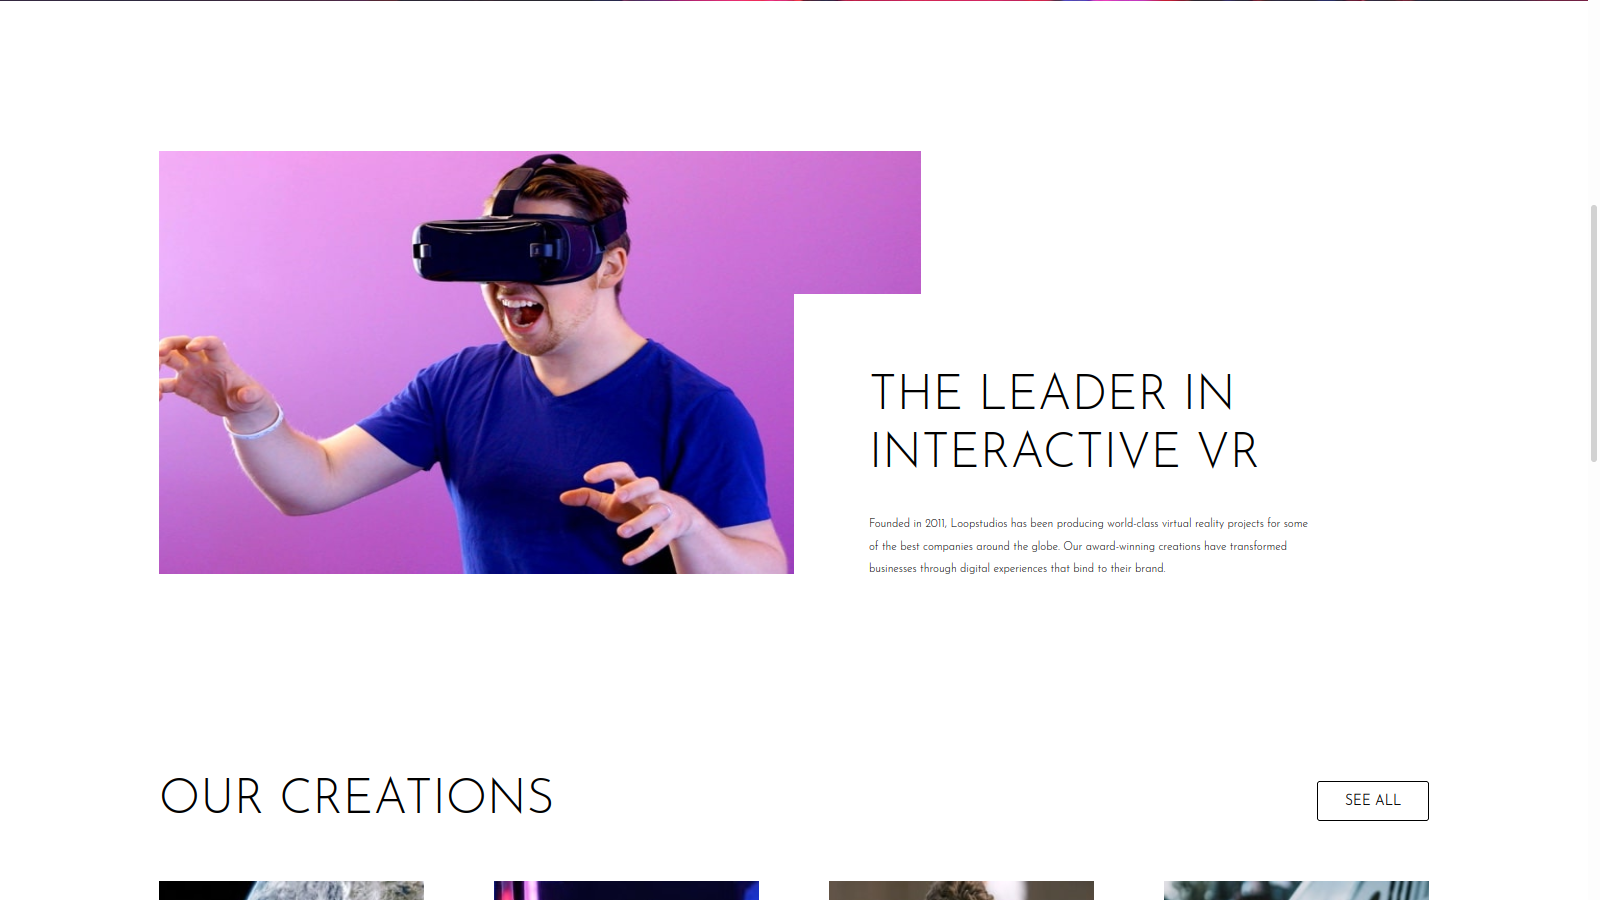 THE LEADER IN
INTERACTIVE VR
Founded in 2011, Loopstudios has been producing world-class virtual reality projects for some
of the best companies around the globe. Our award-winning creations have transformed
businesses through digital experiences that bind to their brand.
OUR CREATIONS
SEE ALL